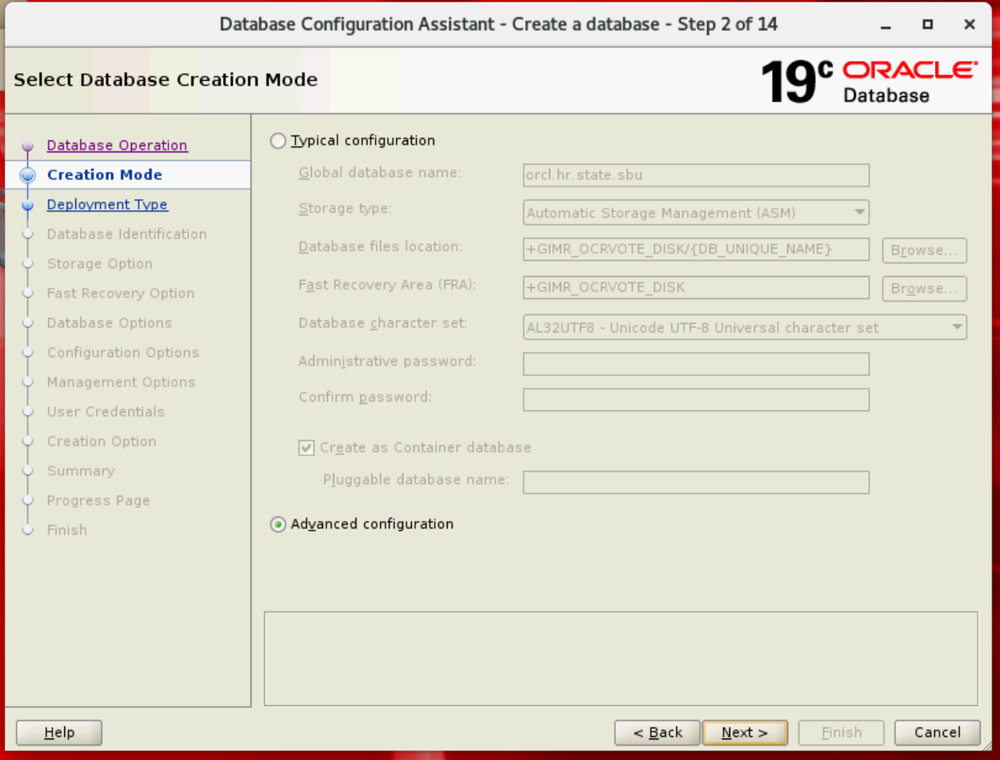 Database Configuration Assistant - Create a database - Step 2 of 14
Select Database Creation Mode
19c ORACLE
Database
Database Operation
Creation Mode
Deployment Type
Database Identification
Storage Option
Fast Recovery Option
Database Options
Configuration Options
Management Options
User Credentials
Creation Option
Summary
Progress Page
Finish
Typical configuration
Global database name: orcl.hr.state.sbu
Storage type: Automatic Storage Management (ASM)
Database files location: +GIMR_OCRVOTE_DISK/{DB_UNIQUE_NAME} Browse...
Fast Recovery Area (FRA): +GIMR_OCRVOTE_DISK Browse...
Database character set: AL32UTF8 - Unicode UTF-8 Universal character set
Administrative password:
Confirm password:
Create as Container database
Pluggable database name:
Advanced configuration
Help < Back Next > Finish Cancel